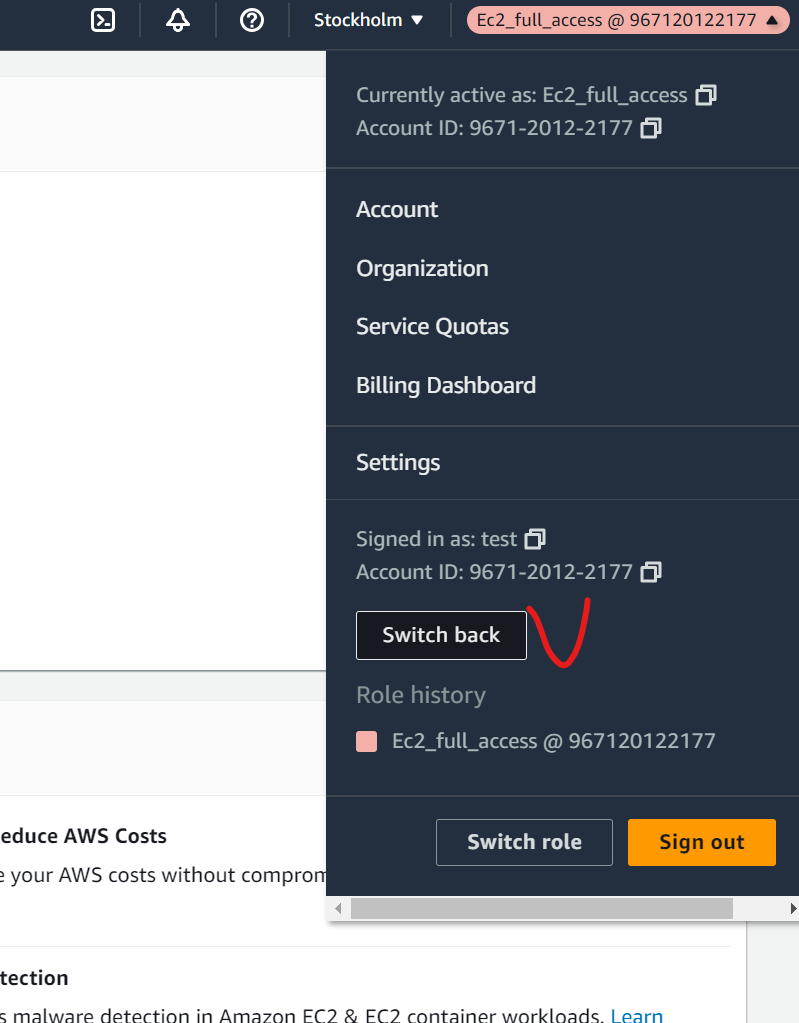 Stockholm ▼ Ec2_full_access @ 967120122177 ▲
Currently active as: Ec2_full_access
Account ID: 9671-2012-2177
Account
Organization
Service Quotas
Billing Dashboard
Settings
Signed in as: test
Account ID: 9671-2012-2177
Switch back
Role history
Ec2_full_access @ 967120122177
Switch role Sign out
educe AWS Costs
e your AWS costs without comprom
tection
s malware detection in Amazon EC2 & EC2 container workloads. Learn